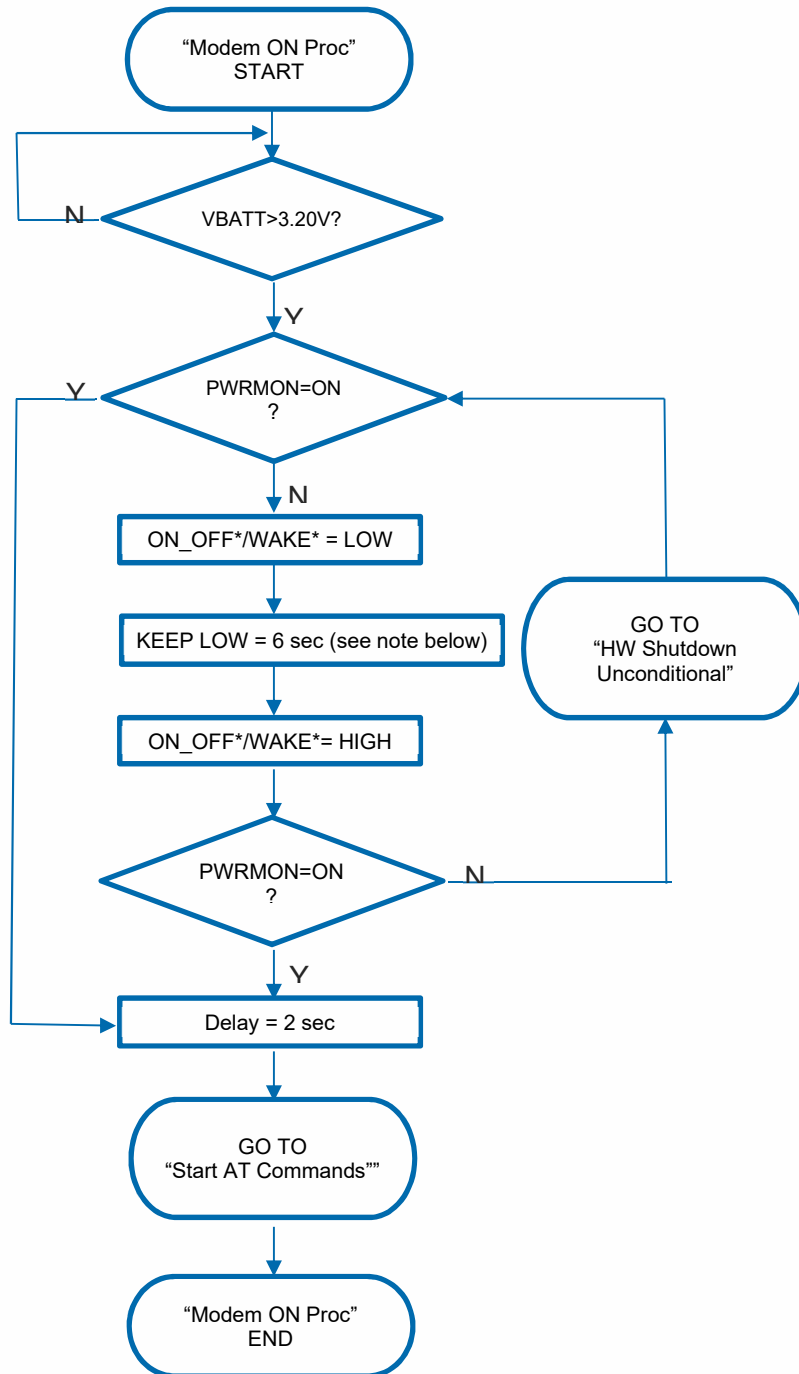 “Modem ON Proc”
START
N
VBATT>3.20V?
Y
Y
PWRMON=ON
?
N
ON_OFF*/WAKE* = LOW
KEEP LOW = 6 sec (see note below)
GO TO
“HW Shutdown
Unconditional”
ON_OFF*/WAKE*= HIGH
PWRMON=ON
?
N
Y
Delay = 2 sec
GO TO
“Start AT Commands””
“Modem ON Proc”
END